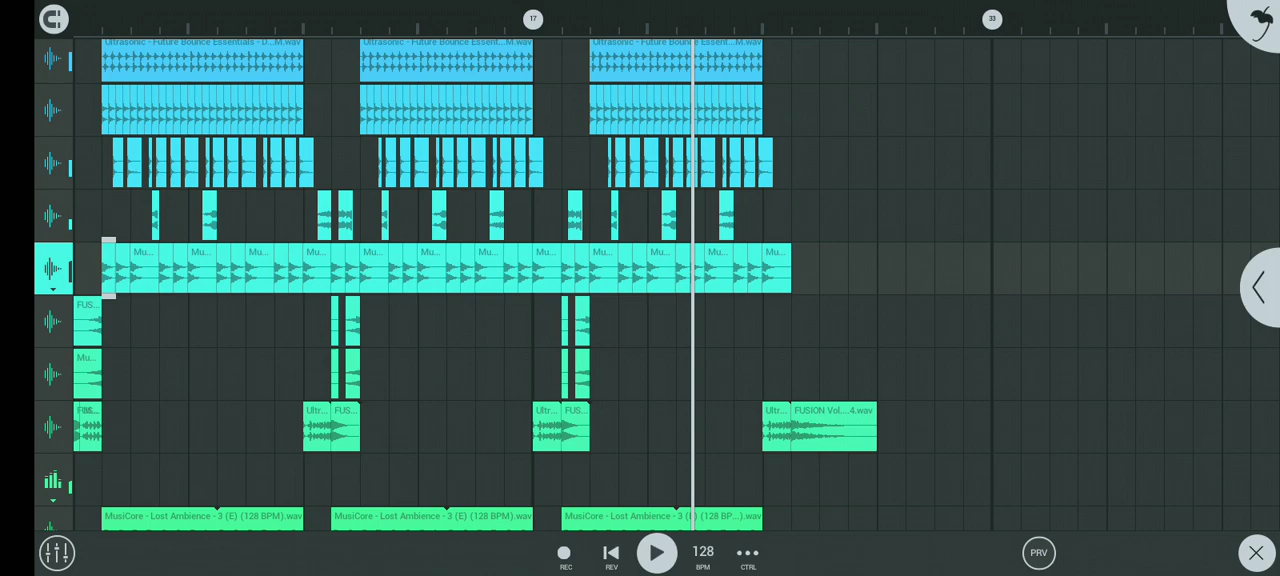 17
33
Ultrasonic - Future Bounce Essentials - D...M.wav
Ultrasonic - Future Bounce Essent...M.wav
Ultrasonic - Future Bounce Essent...M.wav
Mu...
Mu...
Mu...
Mu...
Mu...
Mu...
Mu...
Mu...
Mu...
Mu...
Mu...
Mu...
FUS...
Mu...
Ultr...
FUS...
Ultr...
FUS...
Ultr...
FUSION Vol....4.wav
MusiCore - Lost Ambience - 3 (E) (128 BPM).wav
MusiCore - Lost Ambience - 3 (E) (128 BPM).wav
MusiCore - Lost Ambience - 3 (E) (128 BP...).wav
REC
REV
128
BPM
CTRL
PRV